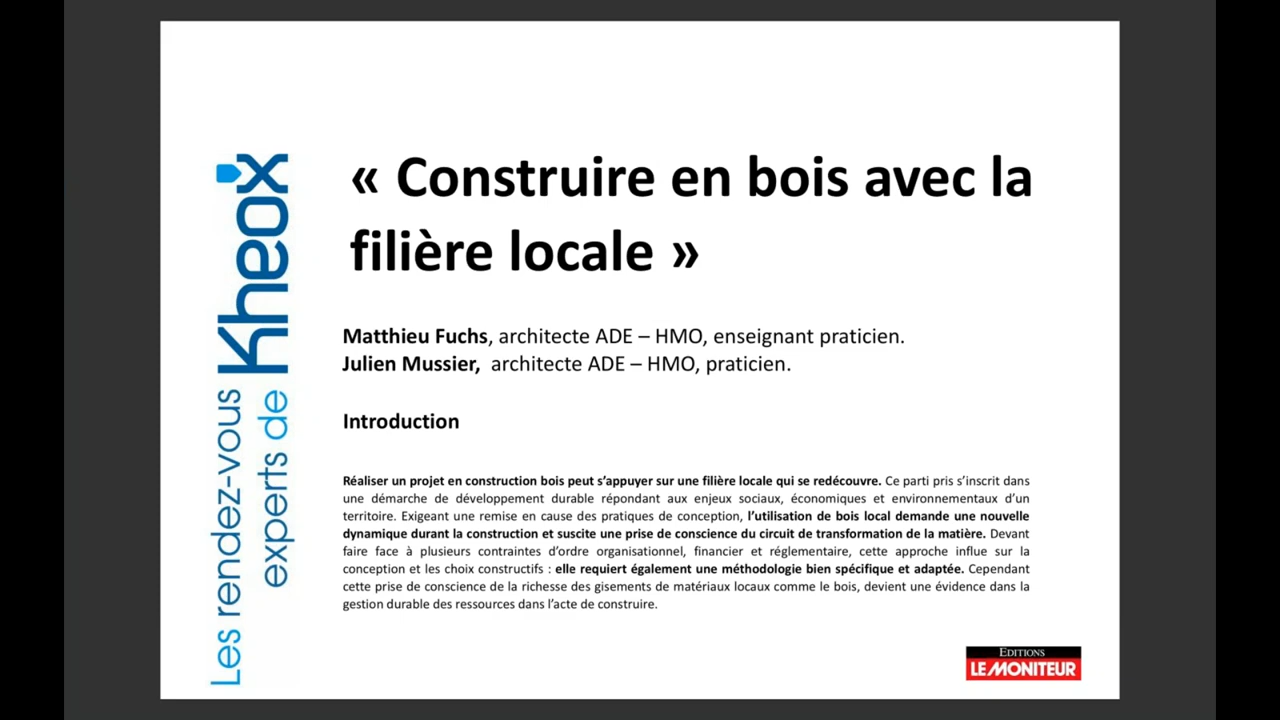 Les rendez-vous
experts de Kheox
« Construire en bois avec la
filière locale »
Matthieu Fuchs, architecte ADE – HMO, enseignant praticien.
Julien Mussier, architecte ADE – HMO, praticien.
Introduction
Réaliser un projet en construction bois peut s’appuyer sur une filière locale qui se redécouvre. Ce parti pris s’inscrit dans
une démarche de développement durable répondant aux enjeux sociaux, économiques et environnementaux d’un
territoire. Exigeant une remise en cause des pratiques de conception, l’utilisation de bois local demande une nouvelle
dynamique durant la construction et suscite une prise de conscience du circuit de transformation de la matière. Devant
faire face à plusieurs contraintes d’ordre organisationnel, financier et réglementaire, cette approche influe sur la
conception et les choix constructifs : elle requiert également une méthodologie bien spécifique et adaptée. Cependant
cette prise de conscience de la richesse des gisements de matériaux locaux comme le bois, devient une évidence dans la
gestion durable des ressources dans l’acte de construire.
EDITIONS
LE MONITEUR